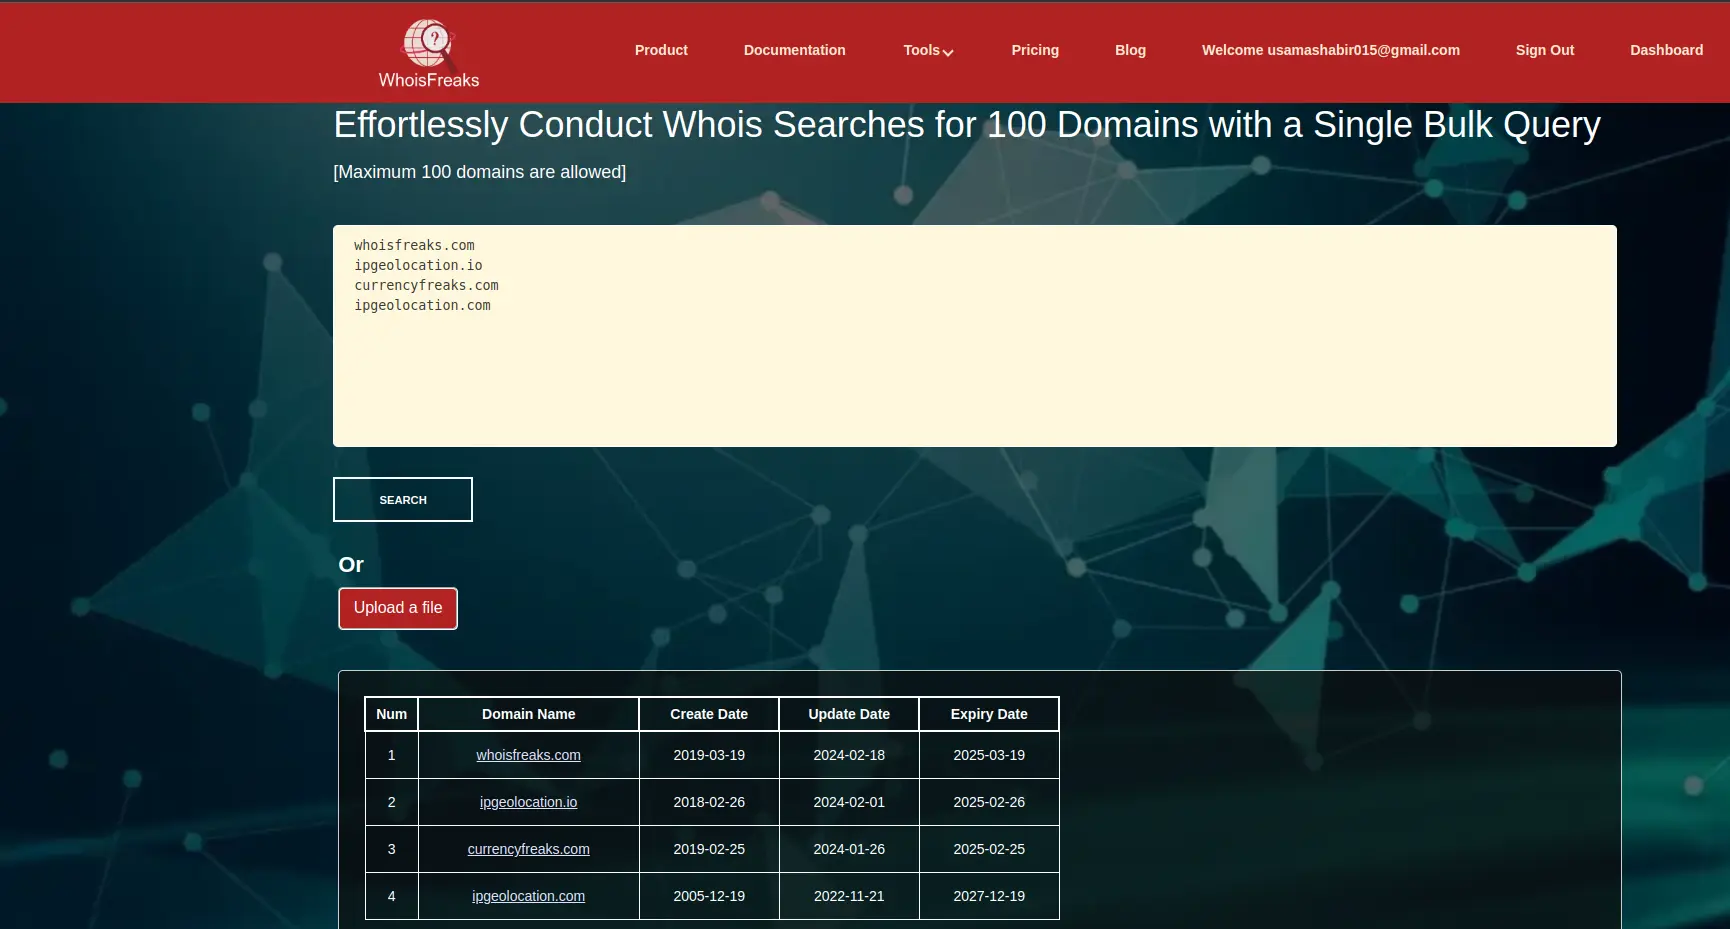 ?
WhoisFreaks
Product Documentation Tools Pricing Blog Welcome usamashabir015@gmail.com Sign Out Dashboard
Effortlessly Conduct Whois Searches for 100 Domains with a Single Bulk Query
[Maximum 100 domains are allowed]
whoisfreaks.com
ipgeolocation.io
currencyfreaks.com
ipgeolocation.com
SEARCH
Or
Upload a file
Num Domain Name Create Date Update Date Expiry Date
1 whoisfreaks.com 2019-03-19 2024-02-18 2025-03-19
2 ipgeolocation.io 2018-02-26 2024-02-01 2025-02-26
3 currencyfreaks.com 2019-02-25 2024-01-26 2025-02-25
4 ipgeolocation.com 2005-12-19 2022-11-21 2027-12-19